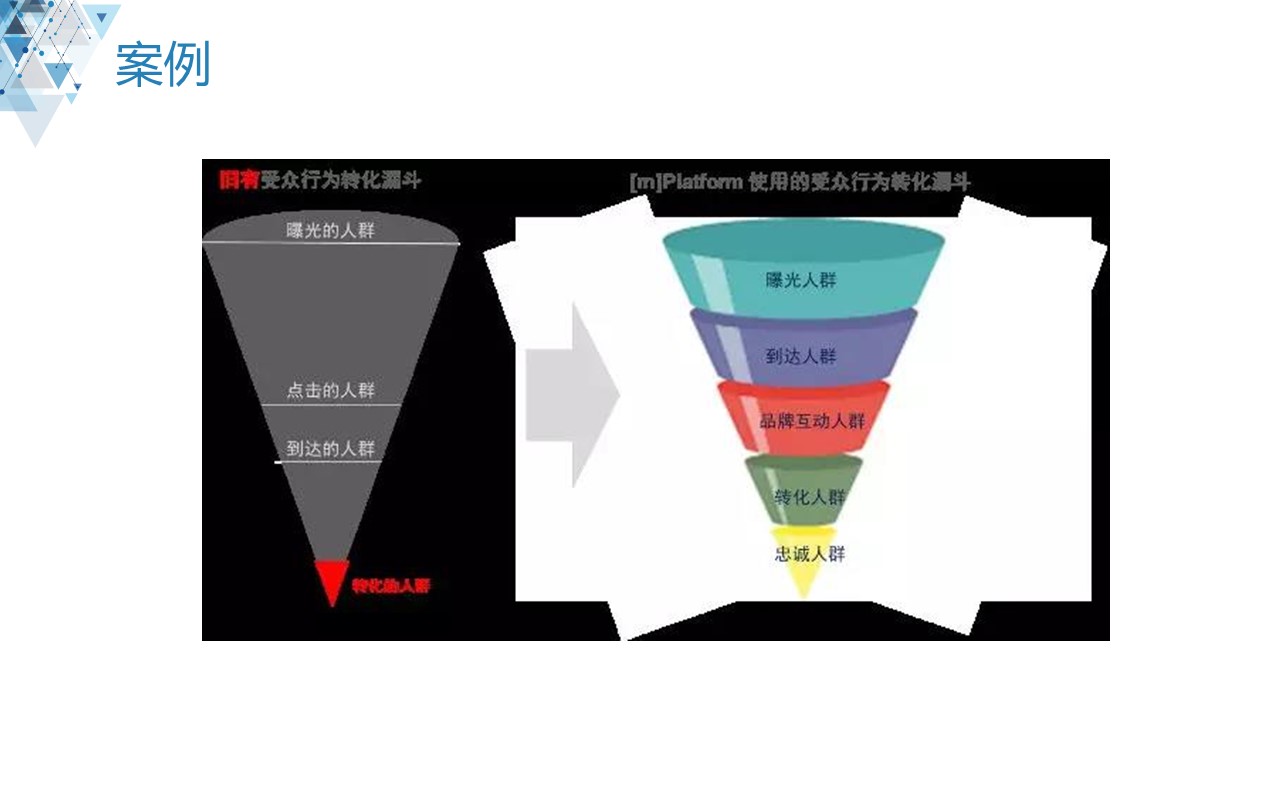 案例
旧有受众行为转化漏斗
曝光的人群
点击的人群
到达的人群
转化的人群
[m]Platform 使用的受众行为转化漏斗
曝光人群
到达人群
品牌互动人群
转化人群
忠诚人群